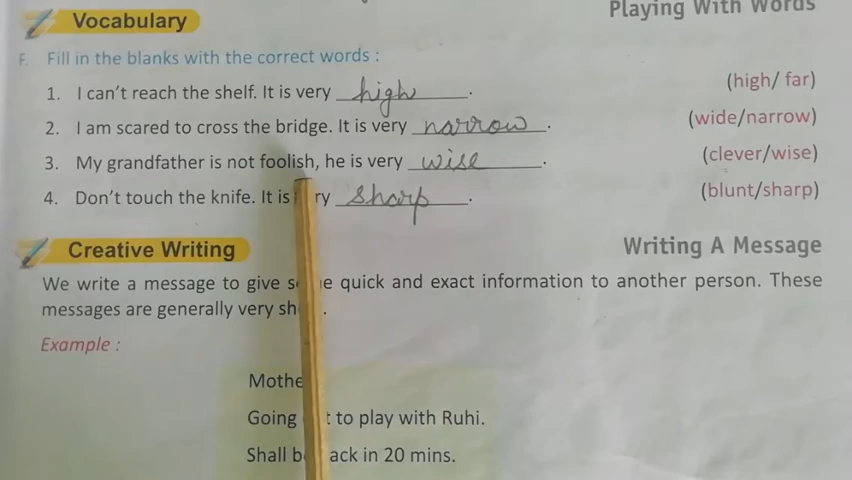 Vocabulary Playing With Words
F. Fill in the blanks with the correct words :
1. I can't reach the shelf. It is very high. (high/ far)
2. I am scared to cross the bridge. It is very narrow. (wide/narrow)
3. My grandfather is not foolish, he is very wise. (clever/wise)
4. Don't touch the knife. It is ry sharp. (blunt/sharp)
Creative Writing Writing A Message
We write a message to give quick and exact information to another person. These
messages are generally very
Example :
Mothe
Going to play with Ruhi.
Shall in 20 mins.